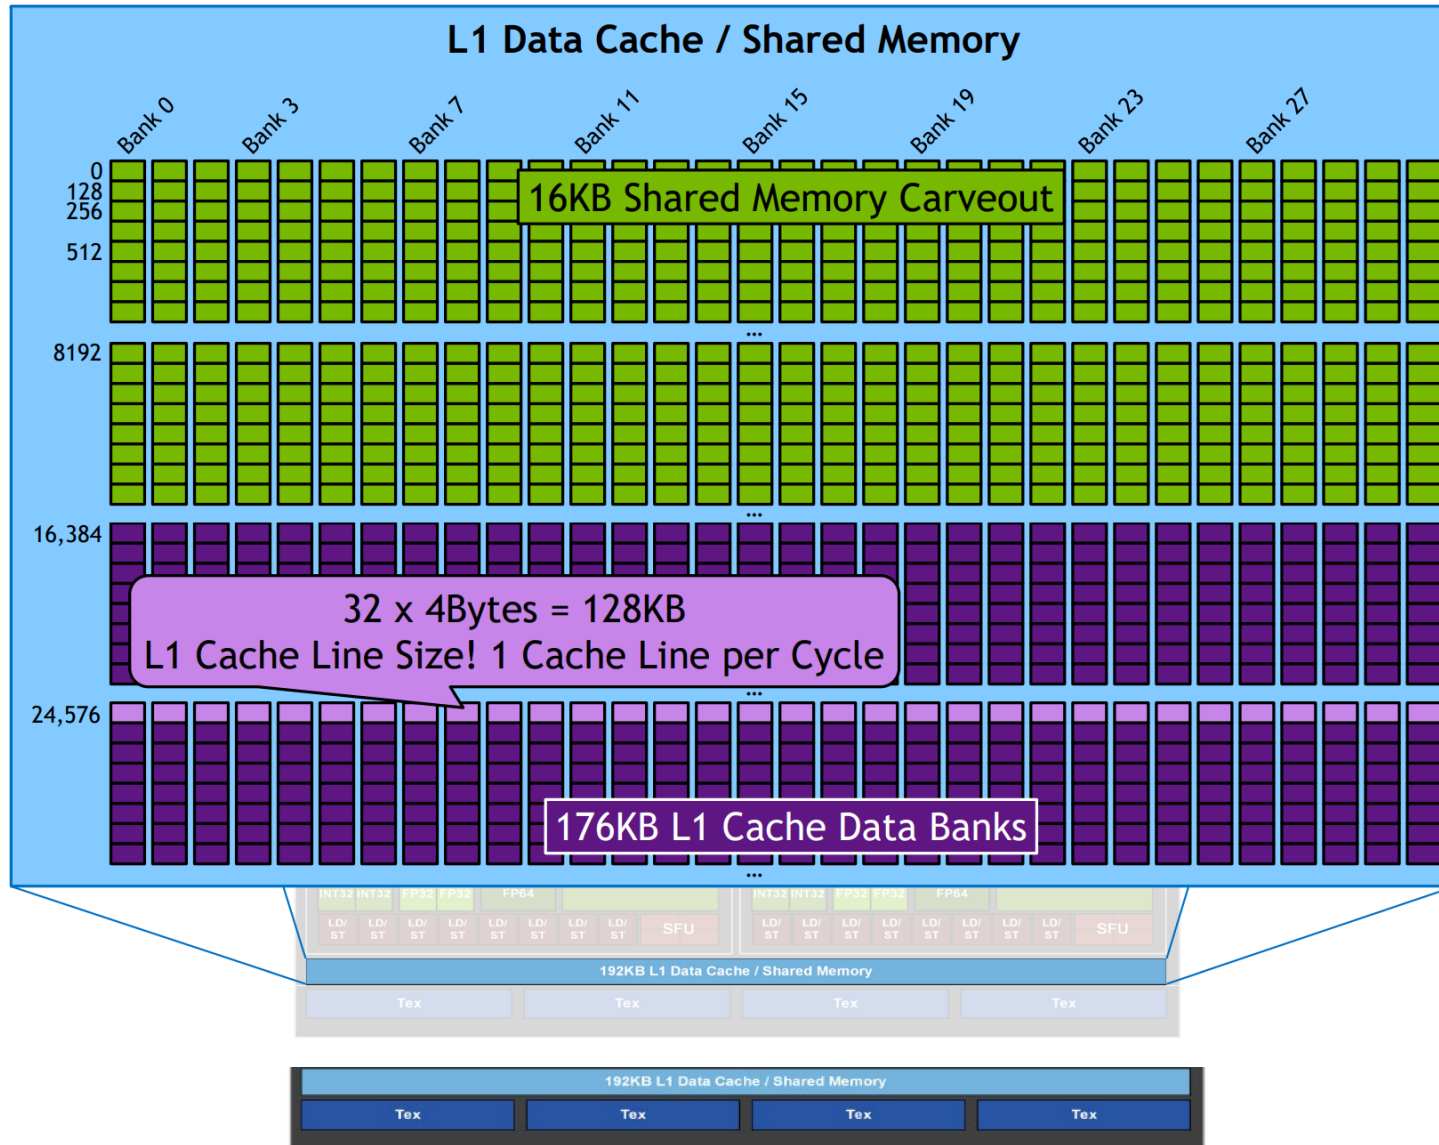 L1 Data Cache / Shared Memory
Bank 0 Bank 3 Bank 7 Bank 11 Bank 15 Bank 19 Bank 23 Bank 27
0
128
256
512
16KB Shared Memory Carveout
...
8192
...
16,384
32 x 4Bytes = 128KB
L1 Cache Line Size! 1 Cache Line per Cycle
...
24,576
176KB L1 Cache Data Banks
...
INT32 INT32 FP32 FP32 FP64 INT32 INT32 FP32 FP32 FP64
LD/ LD/ LD/ LD/ LD/ LD/ LD/ LD/ SFU LD/ LD/ LD/ LD/ LD/ LD/ LD/ LD/ SFU
ST ST ST ST ST ST ST ST ST ST ST ST ST ST ST ST
192KB L1 Data Cache / Shared Memory
Tex Tex Tex Tex
192KB L1 Data Cache / Shared Memory
Tex Tex Tex Tex